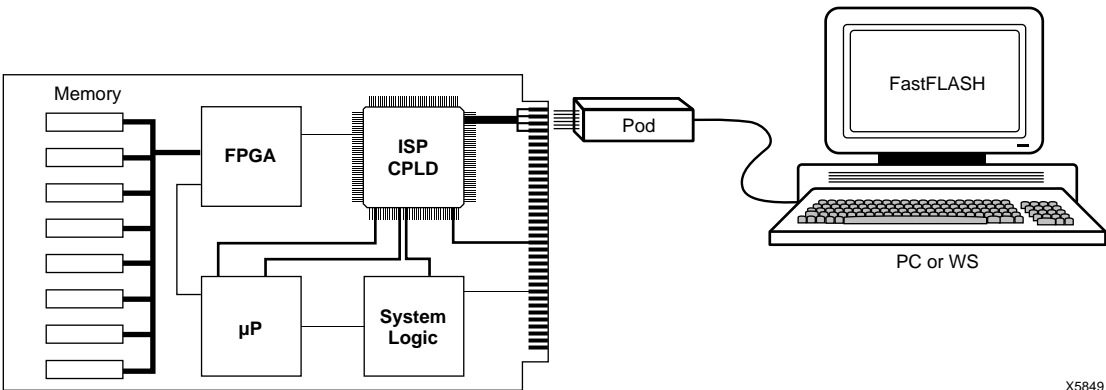 Memory
FPGA
ISP
CPLD
Pod
FastFLASH
PC or WS
µP
System
Logic
X5849